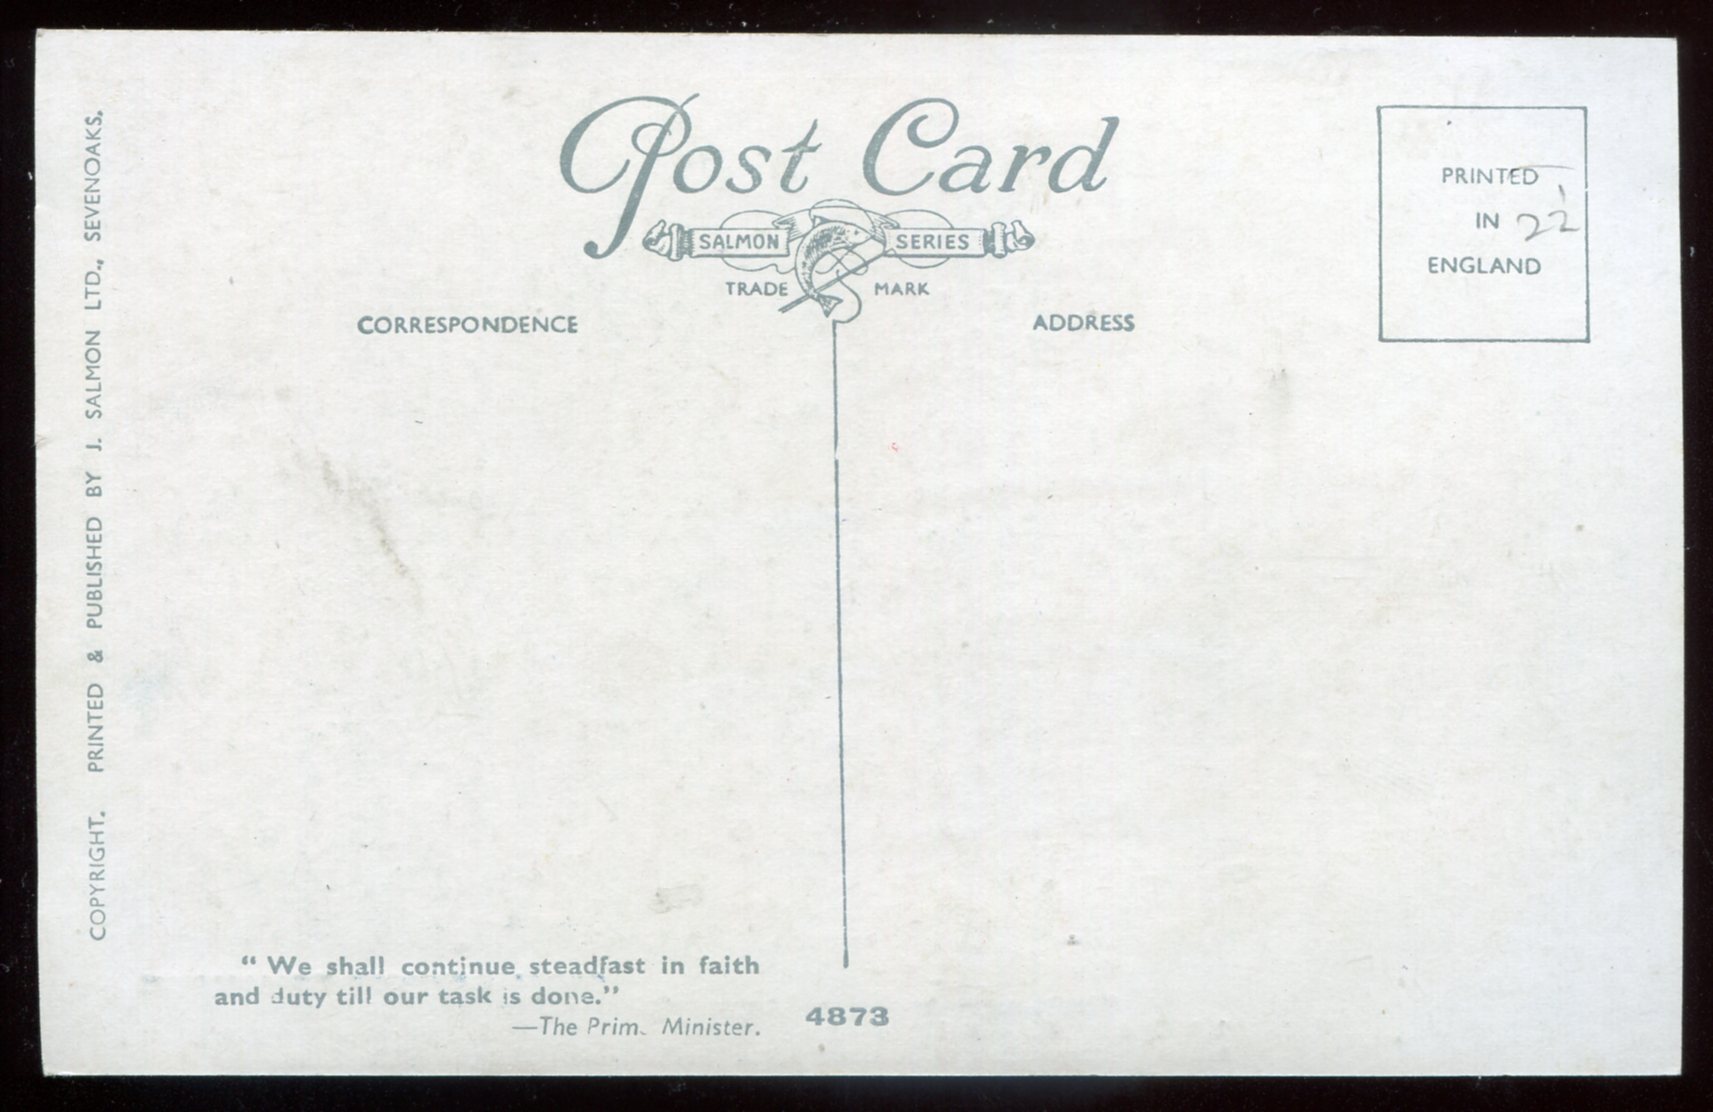 Post Card
SALMON SERIES
TRADE MARK
CORRESPONDENCE
ADDRESS
PRINTED
IN
ENGLAND
22
COPYRIGHT. PRINTED & PUBLISHED BY J. SALMON LTD., SEVENOAKS.
“We shall continue steadfast in faith
and duty till our task is done.”
—The Prime Minister.
4873